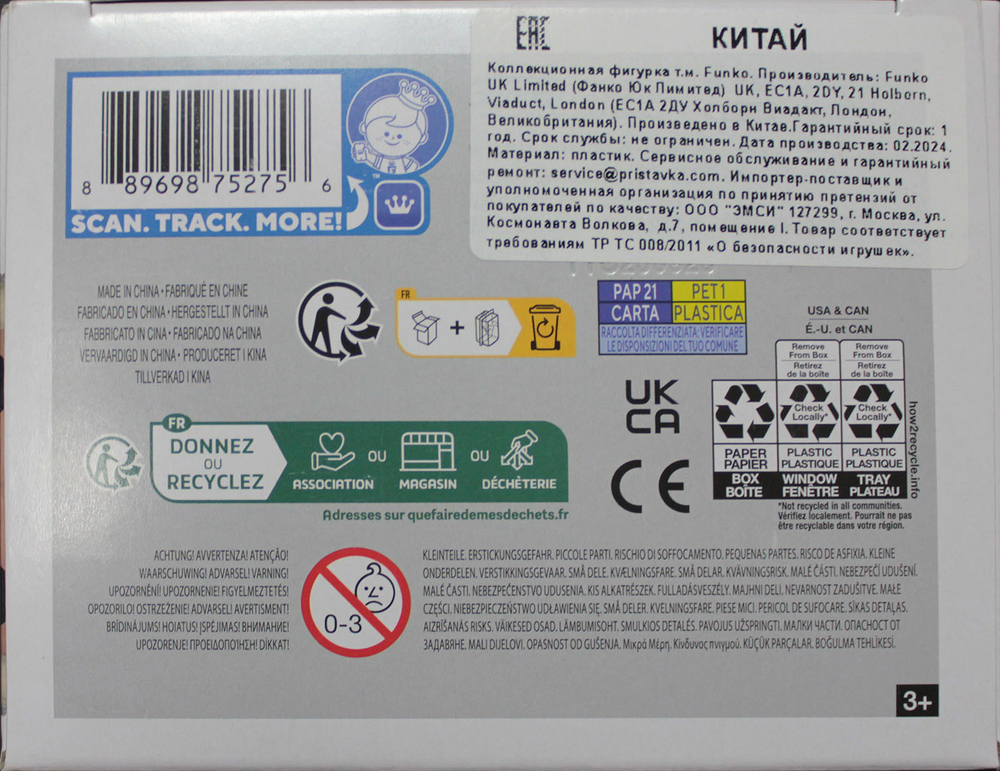 EAC
КИТАЙ
Коллекционная фигурка т.м. Funko. Производитель: Funko
UK Limited (Фанко Юк Лимитед) UK, EC1A, 2DY, 21 Holborn,
Viaduct, London (ЕС1А 2ДУ Холборн Виадакт, Лондон,
Великобритания). Произведено в Китае.Гарантийный срок: 1
год. Срок службы: не ограничен. Дата производства: 02.2024.
Материал: пластик. Сервисное обслуживание и гарантийный
ремонт: service@pristavka.com. Импортер-поставщик и
уполномоченная организация по принятию претензий от
покупателей по качеству: ООО "ЭМСИ" 127299, г. Москва, ул.
Космонавта Волкова, д.7, помещение I. Товар соответствует
требованиям ТР ТС 008/2011 «О безопасности игрушек».
8 89698 75275 6
SCAN. TRACK. MORE!
MADE IN CHINA • FABRIQUÉ EN CHINE
FABRICADO EN CHINA • HERGESTELLT IN CHINA
FABBRICATO IN CINA • FABRICADO NA CHINA
VERVAARDIGD IN CHINA • PRODUCERET I KINA
TILLVERKAD I KINA
FR
+
PAP 21 PET1
CARTA PLASTICA
RACCOLTA DIFFERENZIATA: VERIFICARE
LE DISPOSIZIONI DEL TUO COMUNE
USA & CAN
É.-U. et CAN
Remove From Box Retirez de la boîte
Remove From Box Retirez de la boîte
Check Locally*
Check Locally*
PAPER PAPIER
PLASTIC PLASTIQUE
PLASTIC PLASTIQUE
BOX BOÎTE
WINDOW FENÊTRE
TRAY PLATEAU
how2recycle.info
*Not recycled in all communities.
Vérifiez localement. Pourrait ne pas
être recyclable dans votre région.
UK
CA
CE
FR
DONNEZ
OU
RECYCLEZ
ASSOCIATION OU MAGASIN OU DÉCHÈTERIE
Adresses sur quefairedemesdechets.fr
ACHTUNG! AVVERTENZA! ATENÇÃO!
WAARSCHUWING! ADVARSEL! VARNING!
UPOZORNĚNÍ! UPOZORNENIE! FIGYELMEZTETÉS!
OPOZORILO! OSTRZEŻENIE! ADVARSEL! AVERTISMENT!
BRĪDINĀJUMS! HOIATUS! ĮSPĖJIMAS! ВНИМАНИЕ!
UPOZORENJE! ΠΡΟΕΙΔΟΠΟΙΗΣΗ! DİKKAT!
0-3
KLEINTEILE. ERSTICKUNGSGEFAHR. PICCOLE PARTI. RISCHIO DI SOFFOCAMENTO. PEQUENAS PARTES. RISCO DE ASFIXIA. KLEINE
ONDERDELEN. VERSTIKKINGSGEVAAR. SMÅ DELE. KVÆLNINGSFARE. SMÅ DELAR. KVÄVNINGSRISK. MALÉ ČÁSTI. NEBEZPEČÍ UDUŠENÍ.
MALÉ ČASTI. NEBEZPEČENSTVO UDUSENIA. KIS ALKATRÉSZEK. FULLADÁSVESZÉLY. MAJHNI DELI. NEVARNOST ZADUŠITVE. MAŁE
CZĘŚCI. NIEBEZPIECZEŃSTWO UDŁAWIENIA SIĘ. SMÅ DELER. KVELNINGSFARE. PIESE MICI. PERICOL DE SUFOCARE. SĪKAS DETAĻAS.
AIZRĪŠANĀS RISKS. VÄIKESED OSAD. LÄMBUMISOHT. SMULKIOS DETALĖS. PAVOJUS UŽSPRINGTI. МАЛКИ ЧАСТИ. ОПАСНОСТ ОТ
ЗАДАВЯНЕ. MALI DIJELOVI. OPASNOST OD GUŠENJA. Μικρά Μέρη. Κίνδυνος πνιγμού. KÜÇÜK PARÇALAR. BOĞULMA TEHLİKESİ.
3+